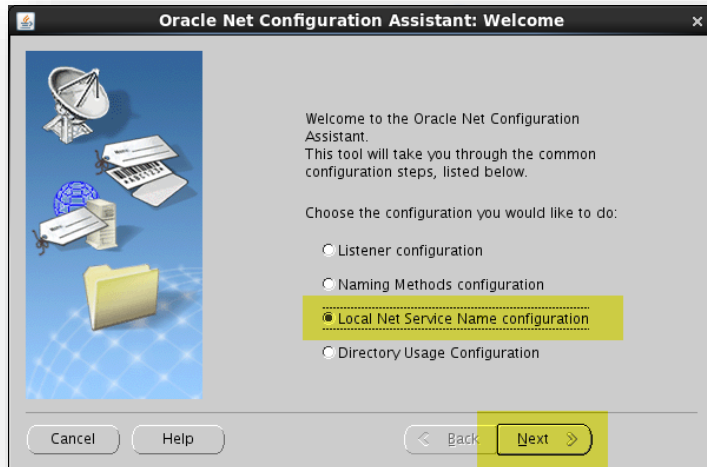 Oracle Net Configuration Assistant: Welcome
Welcome to the Oracle Net Configuration
Assistant.
This tool will take you through the common
configuration steps, listed below.
Choose the configuration you would like to do:
Listener configuration
Naming Methods configuration
Local Net Service Name configuration
Directory Usage Configuration
Cancel
Help
Back
Next